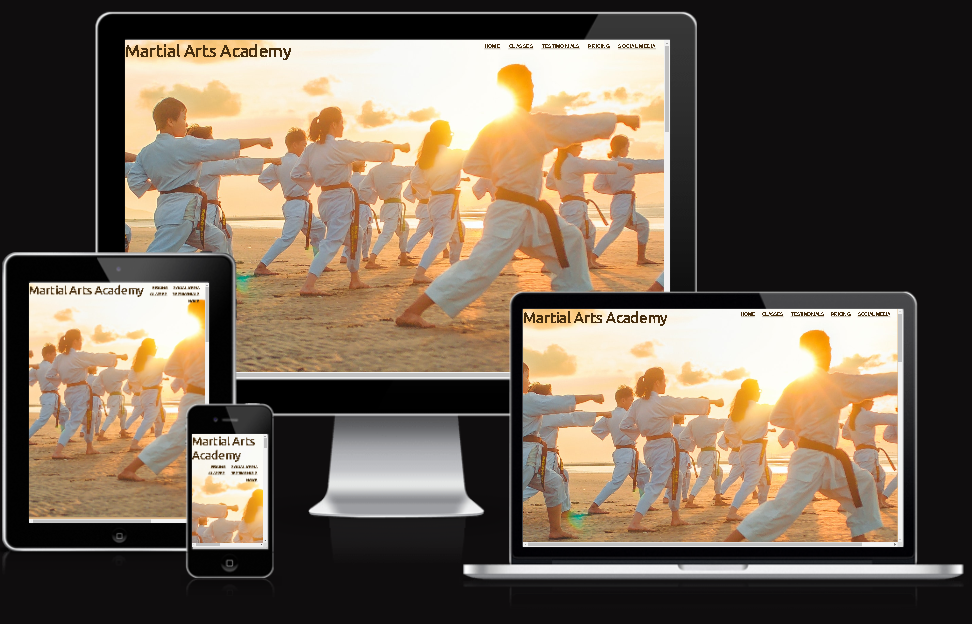 Martial Arts Academy
HOME CLASSES TESTIMONIALS PRICING SOCIAL MEDIA
Martial Arts Academy
PRICING SOCIAL MEDIA
CLASSES TESTIMONIALS
HOME
Martial Arts
Academy
PRICING SOCIAL MEDIA
CLASSES TESTIMONIALS
HOME
Martial Arts Academy
HOME CLASSES TESTIMONIALS PRICING SOCIAL MEDIA